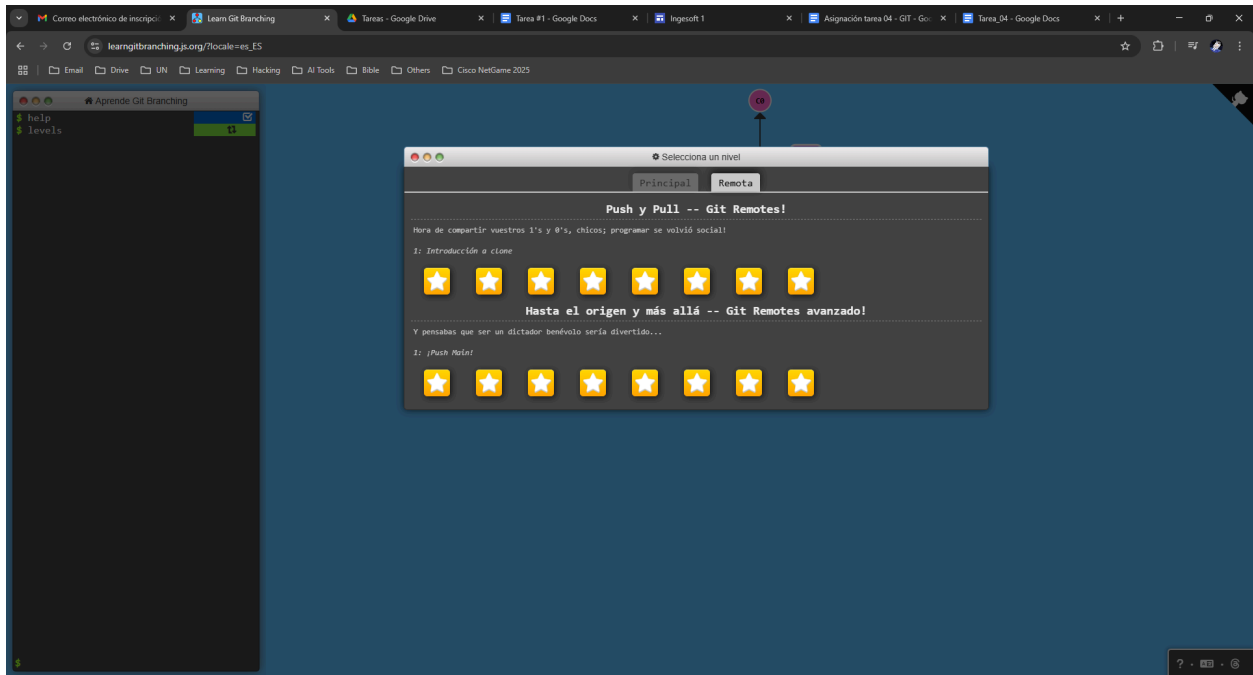 Correo electrónico de inscripció
Learn Git Branching
Tareas - Google Drive
Tarea #1 - Google Docs
Ingesoft 1
Asignación tarea 04 - GIT - Goo
Tarea_04 - Google Docs
learngitbranching.js.org/?locale=es_ES
Email
Drive
UN
Learning
Hacking
AI Tools
Bible
Others
Cisco NetGame 2025
Aprende Git Branching
$ help
$ levels
C0
Selecciona un nivel
Principal
Remota
Push y Pull -- Git Remotes!
Hora de compartir vuestros 1's y 0's, chicos; programar se volvió social!
1: Introducción a clone
Hasta el origen y más allá -- Git Remotes avanzado!
Y pensabas que ser un dictador benévolo sería divertido...
1: ¡Push Main!
$
?